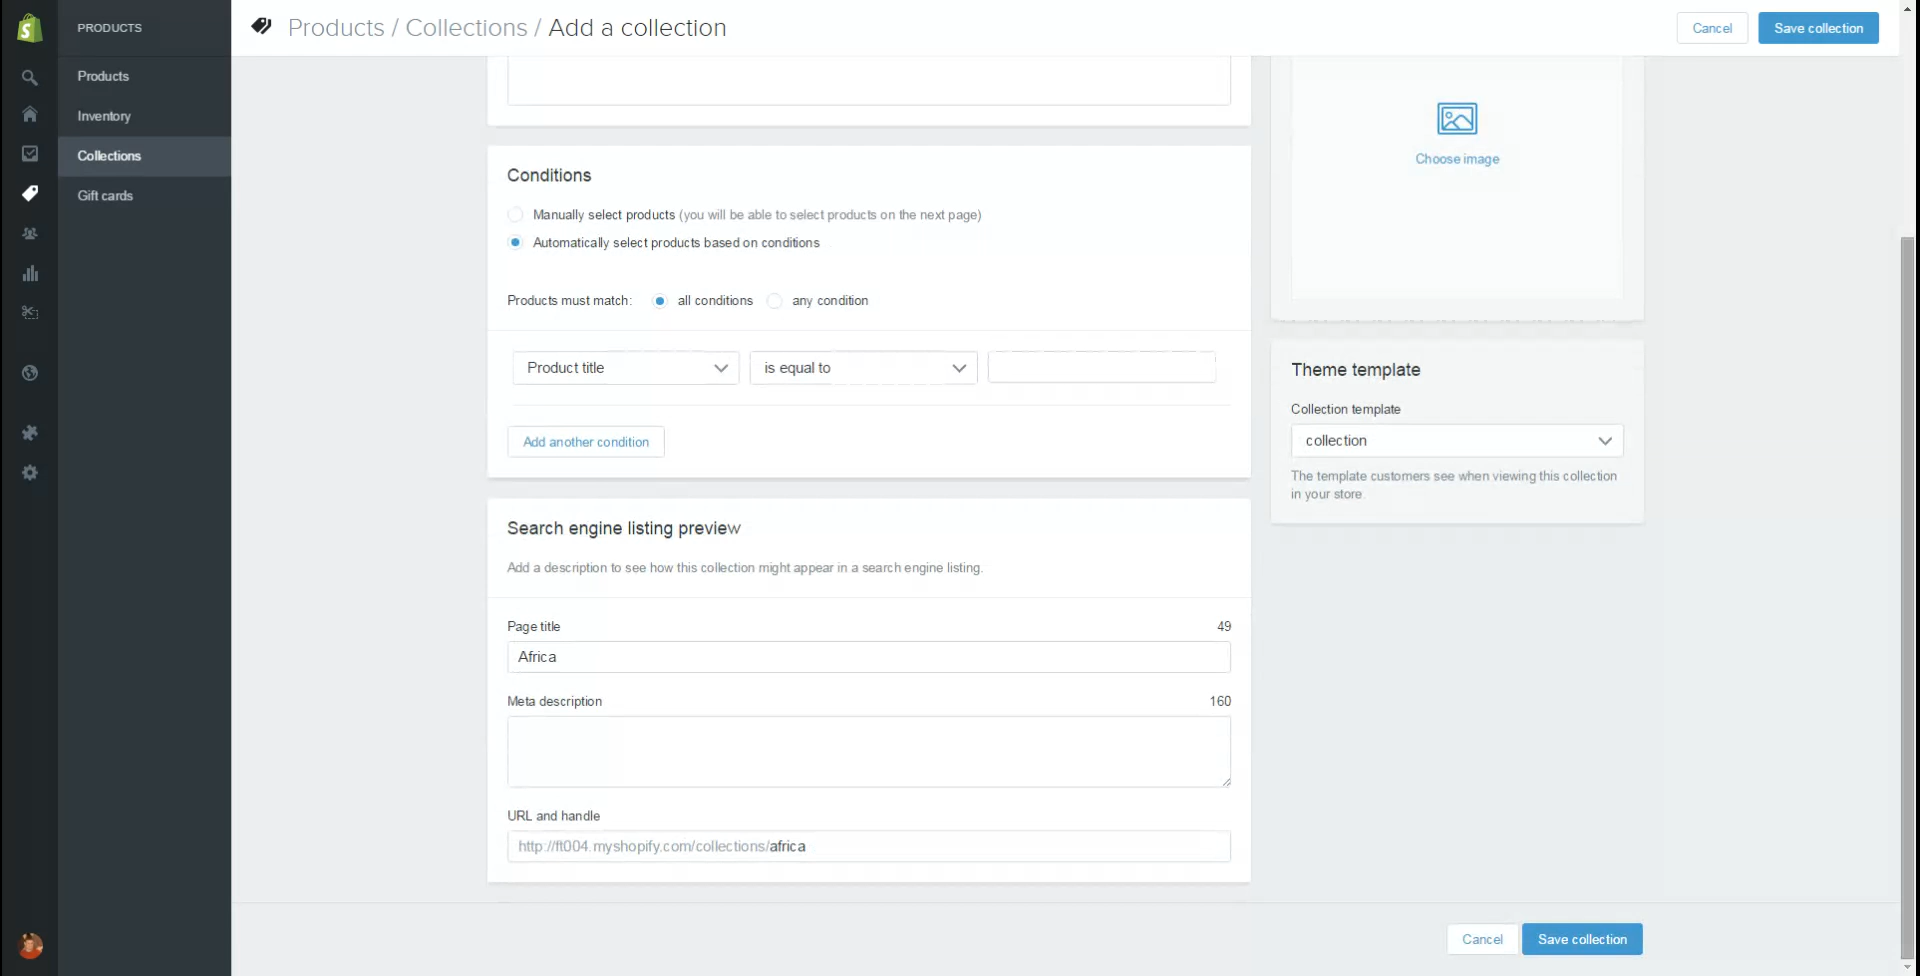 PRODUCTS
Products
Inventory
Collections
Gift cards
Products / Collections / Add a collection
Cancel
Save collection
Conditions
Manually select products (you will be able to select products on the next page)
Automatically select products based on conditions
Products must match:
all conditions
any condition
Product title
is equal to
Add another condition
Choose image
Theme template
Collection template
collection
The template customers see when viewing this collection
in your store.
Search engine listing preview
Add a description to see how this collection might appear in a search engine listing.
Page title
49
Africa
Meta description
160
URL and handle
http://ft004.myshopify.com/collections/africa
Cancel
Save collection